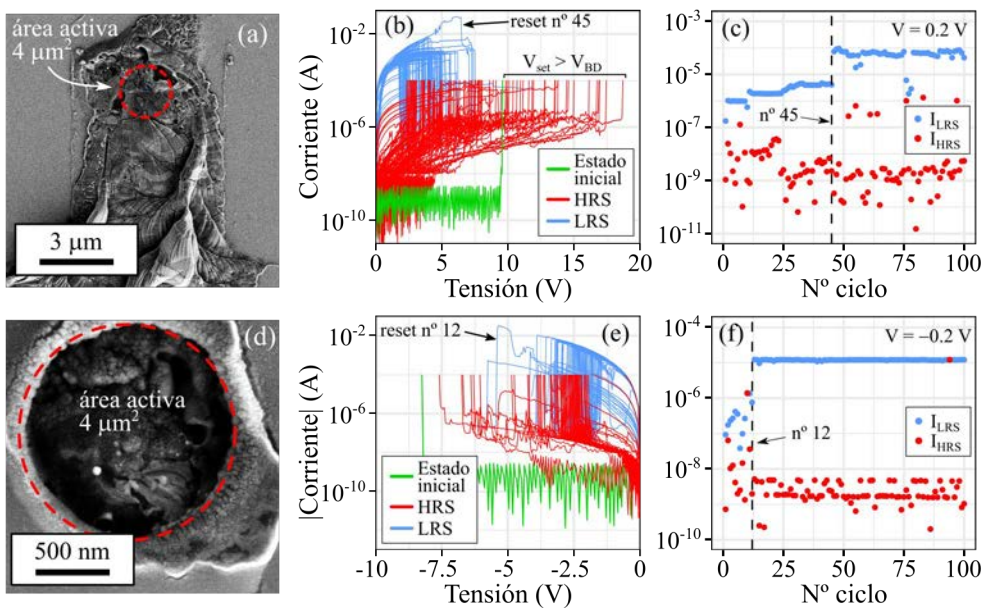 área activa
4 μm²
(a)
3 μm
(b)
reset nº 45
V_set > V_BD
Corriente (A)
10⁻²
10⁻⁶
10⁻¹⁰
Estado
inicial
HRS
LRS
0
5
10
15
20
Tensión (V)
(c)
V = 0.2 V
10⁻³
10⁻⁵
10⁻⁷
10⁻⁹
10⁻¹¹
nº 45
I_LRS
I_HRS
0
25
50
75
100
Nº ciclo
(d)
área activa
4 μm²
500 nm
(e)
reset nº 12
|Corriente| (A)
10⁻²
10⁻⁶
10⁻¹⁰
Estado
inicial
HRS
LRS
-10
-7.5
-5
-2.5
0
Tensión (V)
(f)
V = −0.2 V
10⁻⁴
10⁻⁶
10⁻⁸
10⁻¹⁰
nº 12
I_LRS
I_HRS
0
25
50
75
100
Nº ciclo